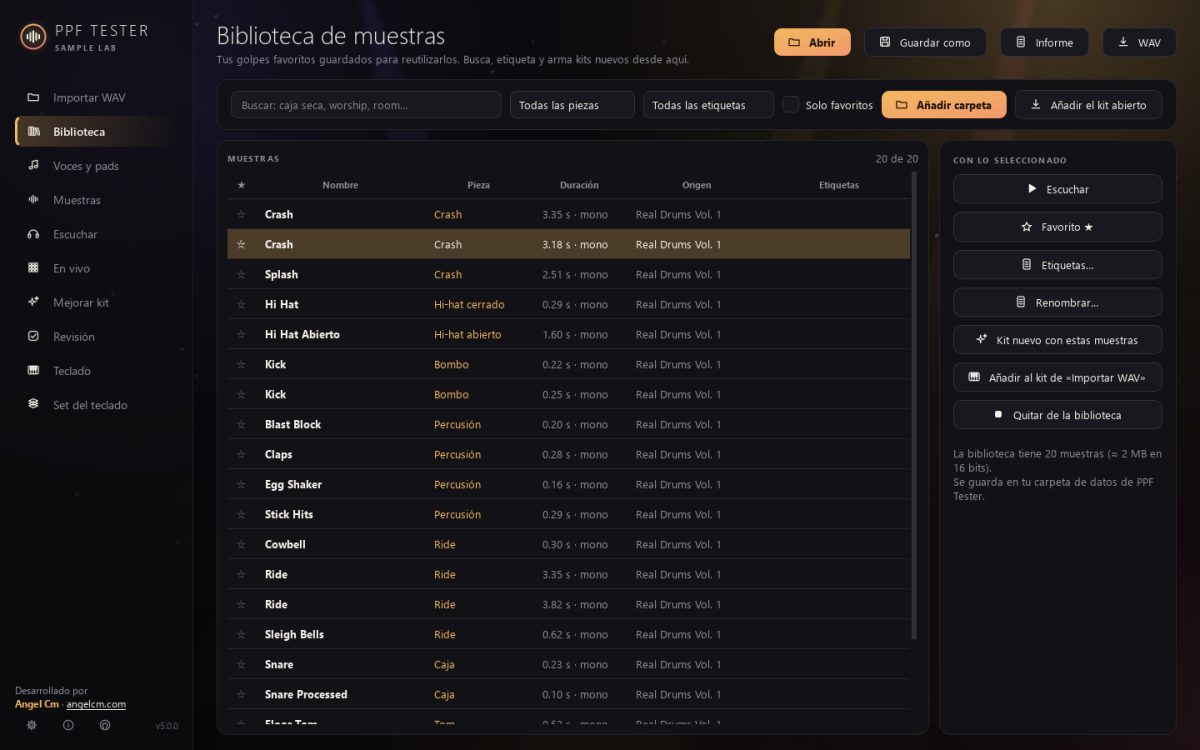 PPF TESTER
SAMPLE LAB
Importar WAV
Biblioteca
Voces y pads
Muestras
Escuchar
En vivo
Mejorar kit
Revisión
Teclado
Set del teclado
Desarrollado por
Angel Cm · angelcm.com
v5.0.0
Biblioteca de muestras
Tus golpes favoritos guardados para reutilizarlos. Busca, etiqueta y arma kits nuevos desde aquí.
Abrir
Guardar como
Informe
WAV
Buscar: caja seca, worship, room...
Todas las piezas
Todas las etiquetas
Solo favoritos
Añadir carpeta
Añadir el kit abierto
MUESTRAS
20 de 20
★ Nombre Pieza Duración Origen Etiquetas
☆ Crash Crash 3.35 s · mono Real Drums Vol. 1
☆ Crash Crash 3.18 s · mono Real Drums Vol. 1
☆ Splash Crash 2.51 s · mono Real Drums Vol. 1
☆ Hi Hat Hi-hat cerrado 0.29 s · mono Real Drums Vol. 1
☆ Hi Hat Abierto Hi-hat abierto 1.60 s · mono Real Drums Vol. 1
☆ Kick Bombo 0.22 s · mono Real Drums Vol. 1
☆ Kick Bombo 0.25 s · mono Real Drums Vol. 1
☆ Blast Block Percusión 0.20 s · mono Real Drums Vol. 1
☆ Claps Percusión 0.28 s · mono Real Drums Vol. 1
☆ Egg Shaker Percusión 0.16 s · mono Real Drums Vol. 1
☆ Stick Hits Percusión 0.29 s · mono Real Drums Vol. 1
☆ Cowbell Ride 0.30 s · mono Real Drums Vol. 1
☆ Ride Ride 3.35 s · mono Real Drums Vol. 1
☆ Ride Ride 3.82 s · mono Real Drums Vol. 1
☆ Sleigh Bells Ride 0.62 s · mono Real Drums Vol. 1
☆ Snare Caja 0.23 s · mono Real Drums Vol. 1
☆ Snare Processed Caja 0.10 s · mono Real Drums Vol. 1
☆ Floor Tom Tom 0.52 s · mono Real Drums Vol. 1
CON LO SELECCIONADO
Escuchar
Favorito ★
Etiquetas...
Renombrar...
Kit nuevo con estas muestras
Añadir al kit de «Importar WAV»
Quitar de la biblioteca
La biblioteca tiene 20 muestras (≈ 2 MB en
16 bits).
Se guarda en tu carpeta de datos de PPF
Tester.